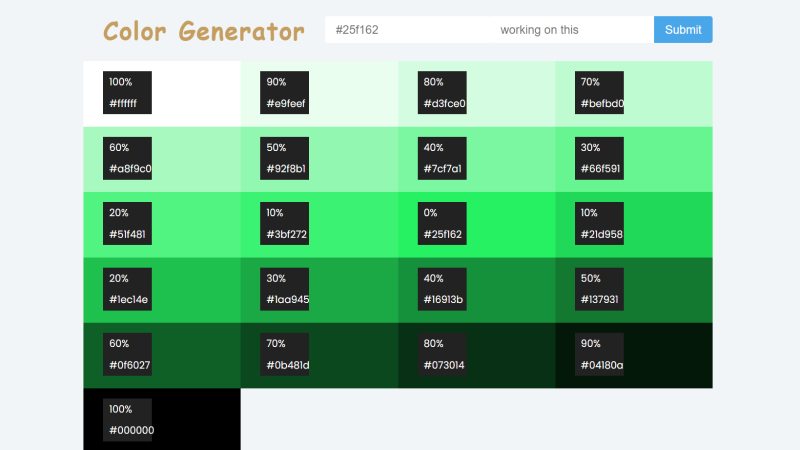 Color Generator
#25f162 working on this Submit
100% 90% 80% 70%
#ffffff #e9feef #d3fce0 #befbd0
60% 50% 40% 30%
#a8f9c0 #92f8b1 #7cf7a1 #66f591
20% 10% 0% 10%
#51f481 #3bf272 #25f162 #21d958
20% 30% 40% 50%
#1ec14e #1aa945 #16913b #137931
60% 70% 80% 90%
#0f6027 #0b481d #073014 #04180a
100%
#000000